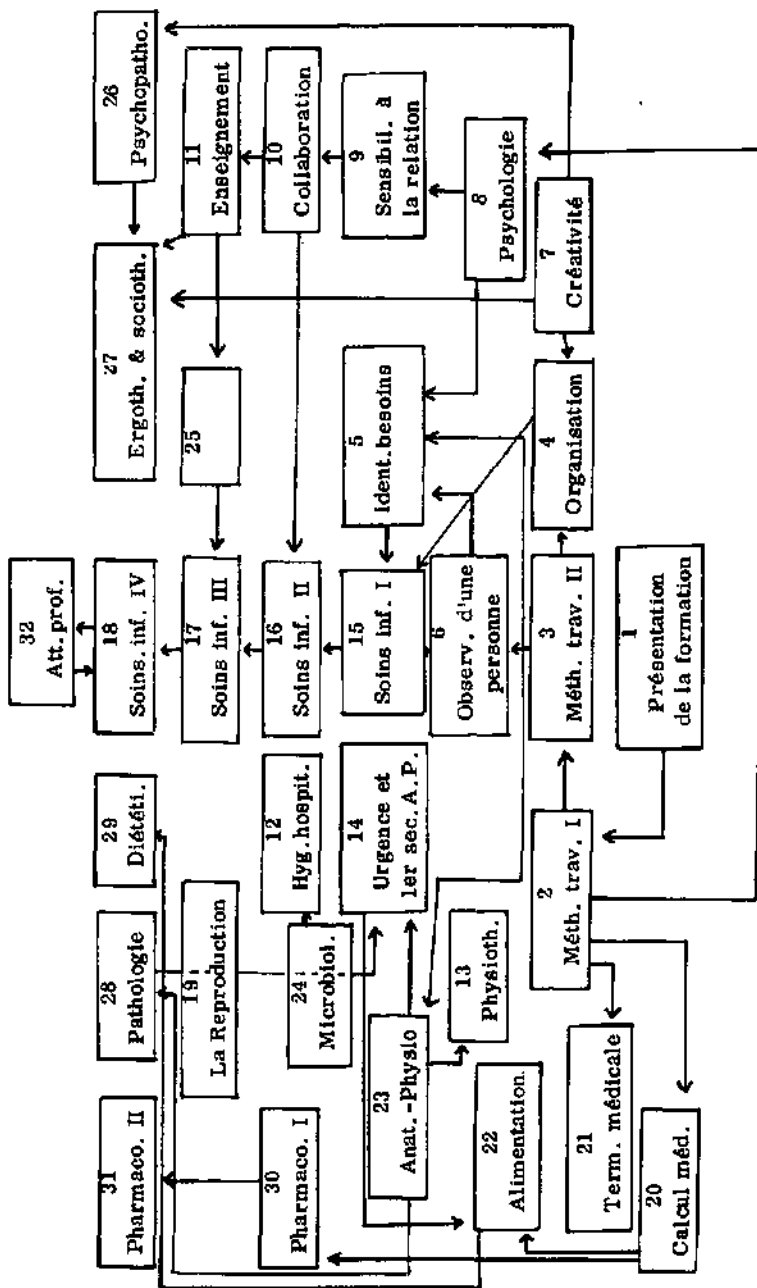 20
Calcul méd.
21
Term. médicale
22
Alimentation
23
Anat.-Physio
30
Pharmaco. I
31
Pharmaco. II
2
Méth. trav. I
13
Physioth.
24
Microbiol.
19
La Reproduction
28
Pathologie
14
Urgence et
1er sec. A.P.
12
Hyg.hospit.
29
Diététi.
1
Présentation
de la formation
3
Méth. trav. II
6
Observ. d'une
personne
15
Soins inf. I
16
Soins inf. II
17
Soins inf. III
18
Soins. inf. IV
32
Att.prof.
4
Organisation
5
Ident.besoins
25
27
Ergoth. & socioth.
7
Créativité
8
Psychologie
9
Sensibil. à
la relation
10
Collaboration
11
Enseignement
26
Psychopatho.